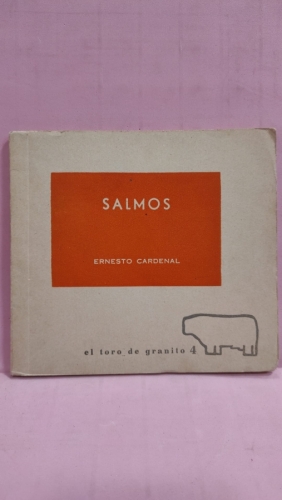 SALMOS
ERNESTO CARDENAL
el toro de granito 4